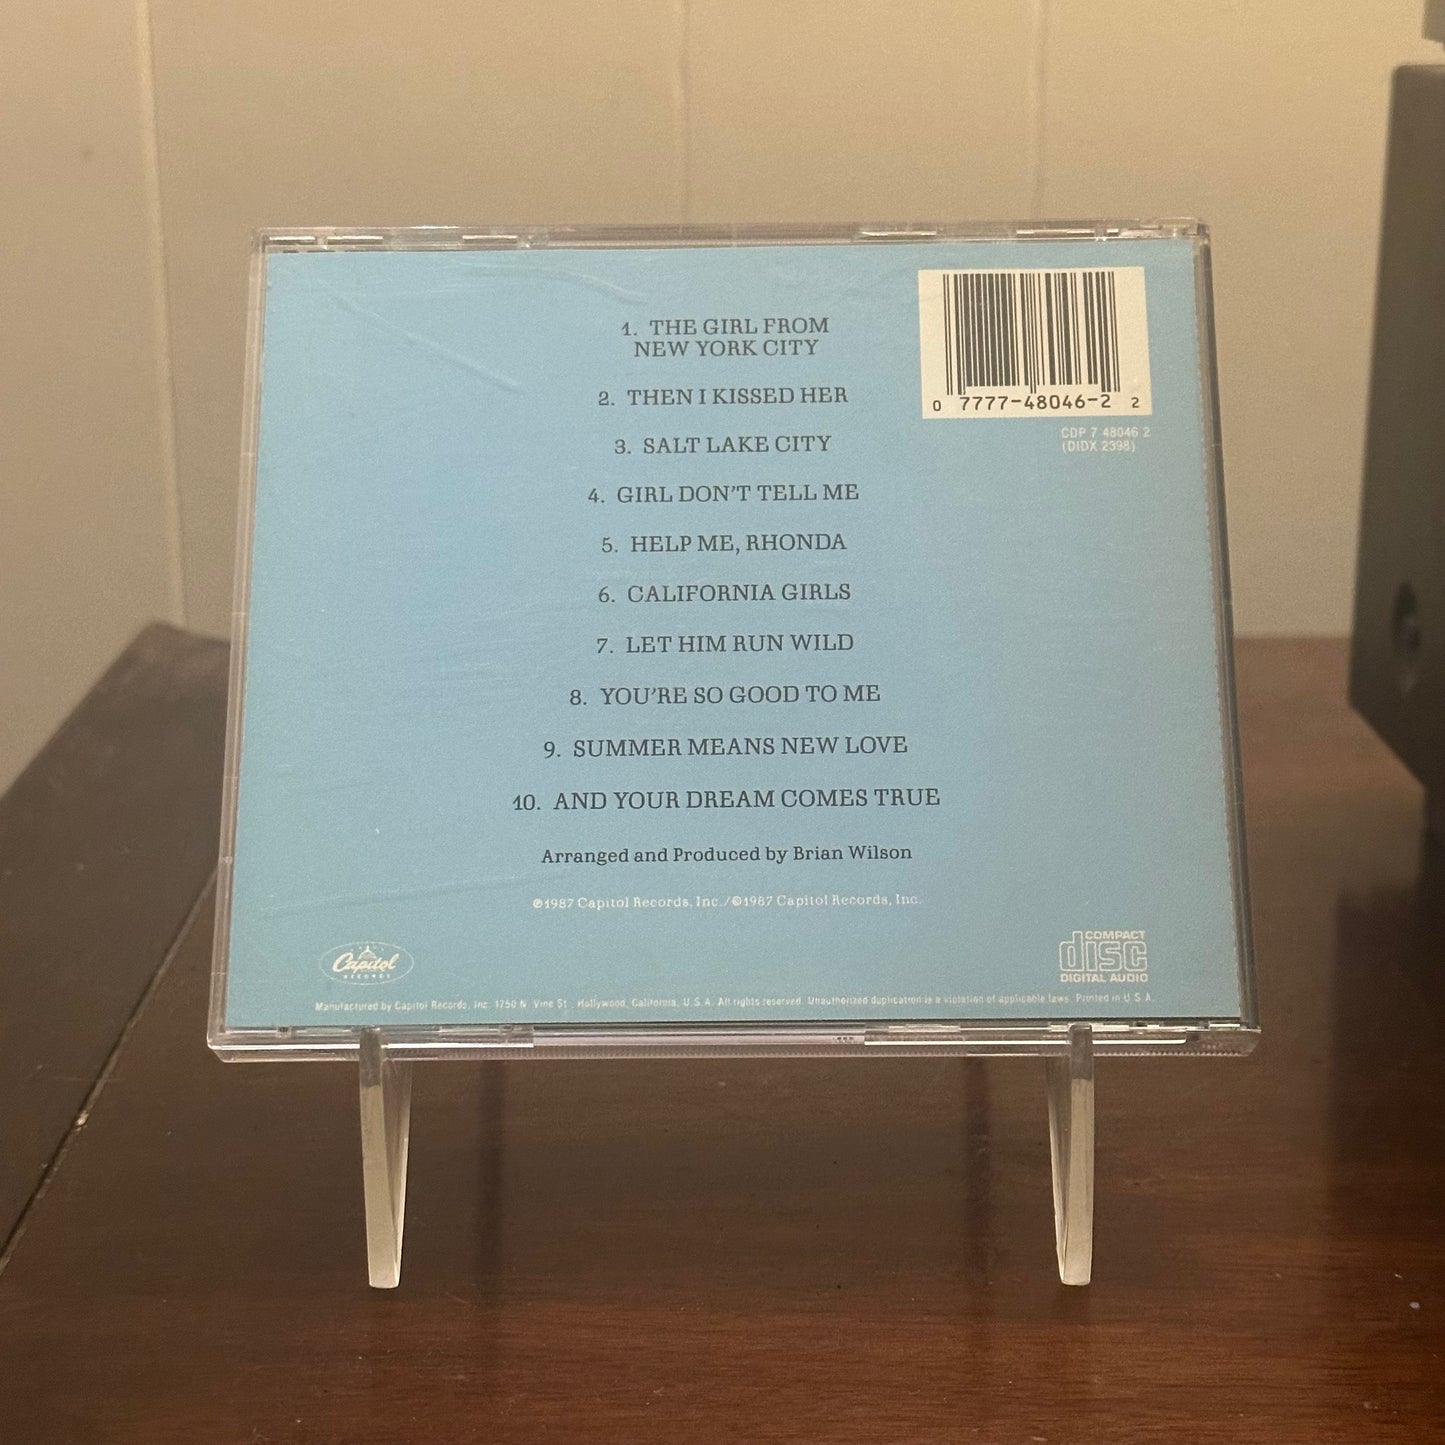 1. THE GIRL FROM
NEW YORK CITY
2. THEN I KISSED HER
3. SALT LAKE CITY
4. GIRL DON'T TELL ME
5. HELP ME, RHONDA
6. CALIFORNIA GIRLS
7. LET HIM RUN WILD
8. YOU'RE SO GOOD TO ME
9. SUMMER MEANS NEW LOVE
10. AND YOUR DREAM COMES TRUE
Arranged and Produced by Brian Wilson
℗1987 Capitol Records, Inc./©1987 Capitol Records, Inc.
0 7777-48046-2 2
CDP 7 48046 2
(DIDX 2398)
Capitol
RECORDS
COMPACT
disc
DIGITAL AUDIO
Manufactured by Capitol Records, Inc. 1750 N. Vine St., Hollywood, California, U.S.A. All rights reserved. Unauthorized duplication is a violation of applicable laws. Printed in U.S.A.